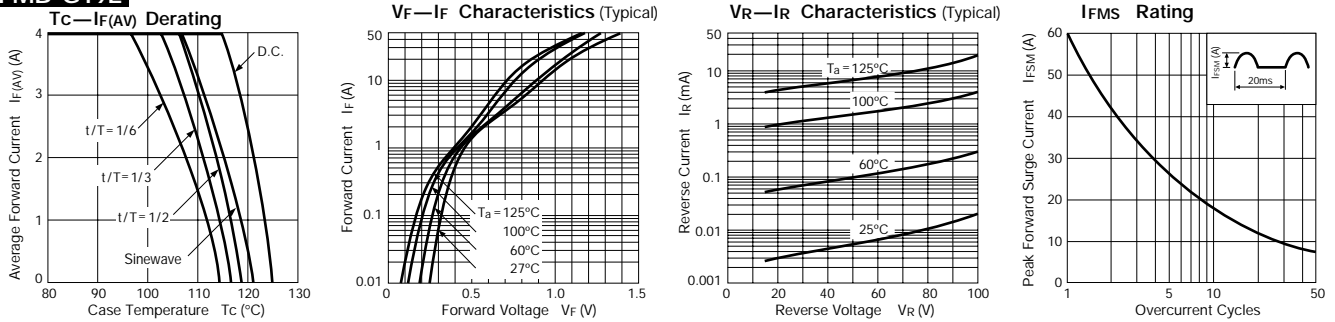 Tc—IF(AV) Derating
4
3
2
1
0
80
90
100
110
120
130
Average Forward Current IF(AV) (A)
Case Temperature Tc (°C)
D.C.
t/T=1/6
t/T=1/3
t/T=1/2
Sinewave
VF—IF Characteristics (Typical)
50
10
1
0.1
0.01
0
0.5
1.0
1.5
Forward Current IF (A)
Forward Voltage VF (V)
Ta=125°C
100°C
60°C
27°C
VR—IR Characteristics (Typical)
50
10
1
0.1
0.01
0.001
0
20
40
60
80
100
Reverse Current IR (mA)
Reverse Voltage VR (V)
Ta=125°C
100°C
60°C
25°C
IFMS Rating
60
50
40
30
20
10
0
1
5
10
50
Peak Forward Surge Current IFSM (A)
Overcurrent Cycles
IFSM (A)
20ms